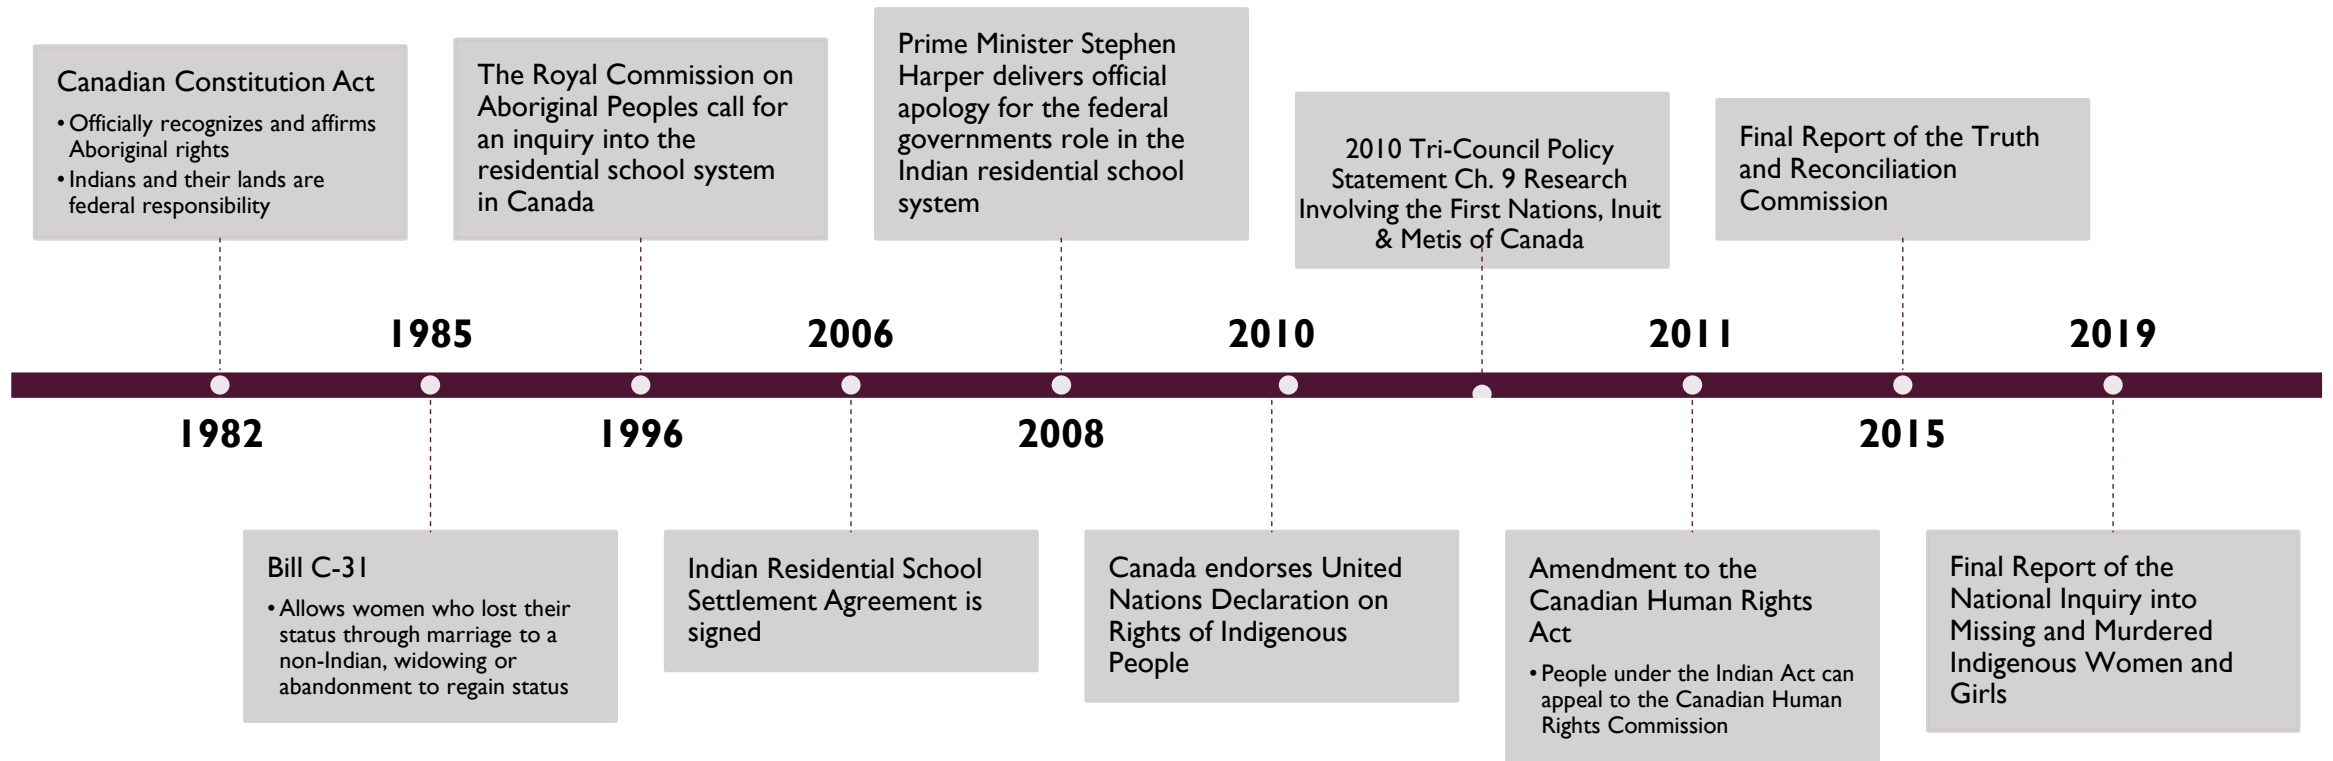 Canadian Constitution Act
• Officially recognizes and affirms
Aboriginal rights
• Indians and their lands are
federal responsibility
The Royal Commission on
Aboriginal Peoples call for
an inquiry into the
residential school system
in Canada
Prime Minister Stephen
Harper delivers official
apology for the federal
governments role in the
Indian residential school
system
2010 Tri-Council Policy
Statement Ch. 9 Research
Involving the First Nations, Inuit
& Metis of Canada
Final Report of the Truth
and Reconciliation
Commission
1985
2006
2010
2011
2019
1982
1996
2008
2015
Bill C-31
• Allows women who lost their
status through marriage to a
non-Indian, widowing or
abandonment to regain status
Indian Residential School
Settlement Agreement is
signed
Canada endorses United
Nations Declaration on
Rights of Indigenous
People
Amendment to the
Canadian Human Rights
Act
• People under the Indian Act can
appeal to the Canadian Human
Rights Commission
Final Report of the
National Inquiry into
Missing and Murdered
Indigenous Women and
Girls